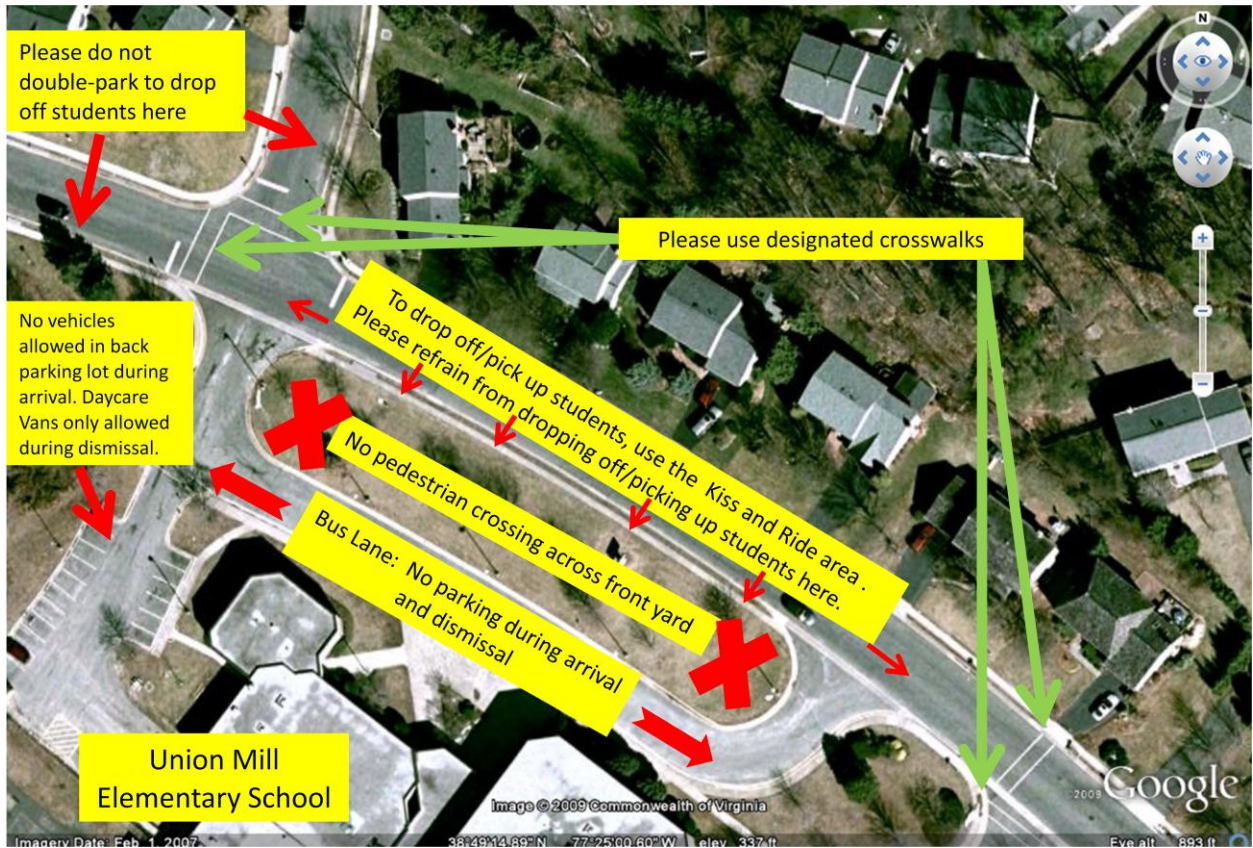 Please do not
double-park to drop
off students here
N
Please use designated crosswalks
To drop off/pick up students, use the Kiss and Ride area .
Please refrain from dropping off/picking up students here.
No vehicles
allowed in back
parking lot during
arrival. Daycare
Vans only allowed
during dismissal.
No pedestrian crossing across front yard
Bus Lane: No parking during arrival
and dismissal
Union Mill
Elementary School
Image © 2009 Commonwealth of Virginia
2009 Google
Imagery Date: Feb 1, 2007 38°49'14.89" N 77°25'00.60" W elev 337 ft Eye alt 893 ft